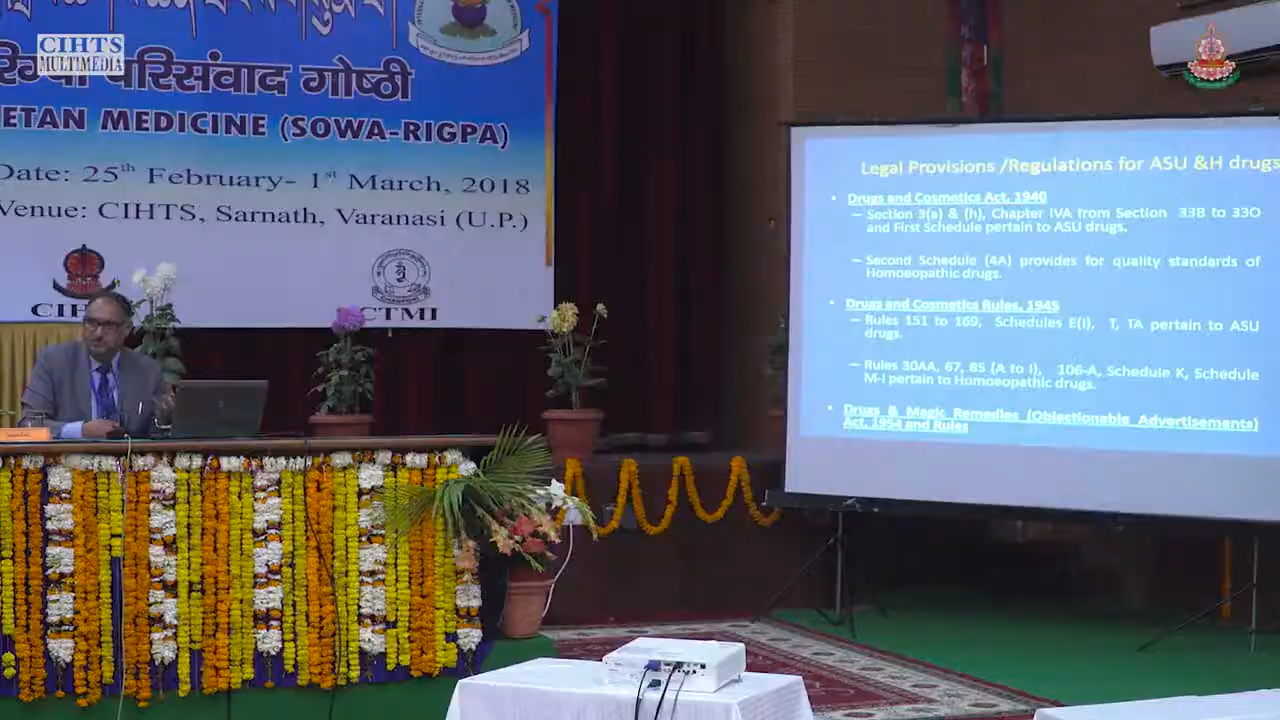 CIHTS
MULTIMEDIA
परिसंवाद गोष्ठी
ETAN MEDICINE (SOWA-RIGPA)
Date: 25th February- 1st March, 2018
Venue: CIHTS, Sarnath, Varanasi (U.P.)
CTMI
Legal Provisions /Regulations for ASU &H drugs
• Drugs and Cosmetics Act, 1940
– Section 3(a) & (h), Chapter IVA from Section 33B to 33O
and First Schedule pertain to ASU drugs.
– Second Schedule (4A) provides for quality standards of
Homoeopathic drugs.
• Drugs and Cosmetics Rules, 1945
– Rules 151 to 169, Schedules E(I), T, TA pertain to ASU
drugs.
– Rules 30AA, 67, 85 (A to I), 106-A, Schedule K, Schedule
M-I pertain to Homoeopathic drugs.
• Drugs & Magic Remedies (Objectionable Advertisements)
Act, 1954 and Rules